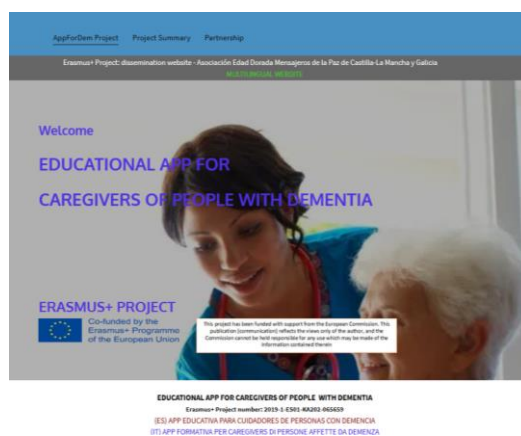 AppForDem Project Project Summary Partnership
Erasmus+ Project: dissemination website - Asociación Edad Dorada Mensajeros de la Paz de Castilla-La Mancha y Galicia
MULTILINGUAL WEBSITE
Welcome
EDUCATIONAL APP FOR
CAREGIVERS OF PEOPLE WITH DEMENTIA
ERASMUS+ PROJECT
Co-funded by the
Erasmus+ Programme
of the European Union
This project has been funded with support from the European Commission. This
publication (communication) reflects the views only of the author, and the
Commission cannot be held responsible for any use which may be made of the
information contained therein
EDUCATIONAL APP FOR CAREGIVERS OF PEOPLE WITH DEMENTIA
Erasmus+ Project number: 2019-1-ES01-KA202-065659
(ES) APP EDUCATIVA PARA CUIDADORES DE PERSONAS CON DEMENCIA
(IT) APP FORMATIVA PER CAREGIVERS DI PERSONE AFFETTE DA DEMENZA